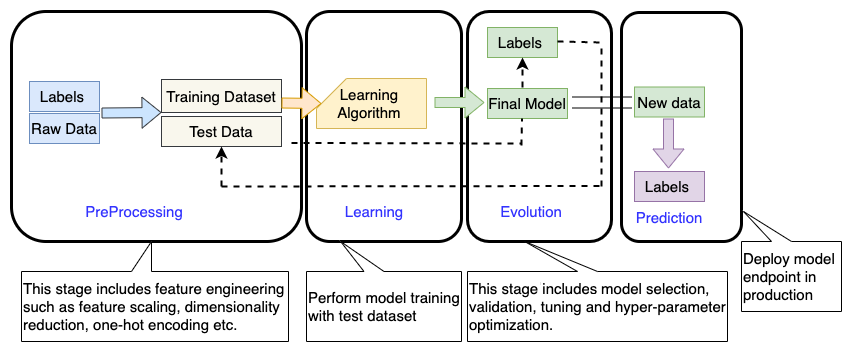 Labels
Raw Data
Training Dataset
Test Data
PreProcessing
Learning
Algorithm
Learning
Labels
Final Model
Evolution
New data
Labels
Prediction
This stage includes feature engineering
such as feature scaling, dimensionality
reduction, one-hot encoding etc.
Perform model training
with test dataset
This stage includes model selection,
validation, tuning and hyper-parameter
optimization.
Deploy model
endpoint in
production